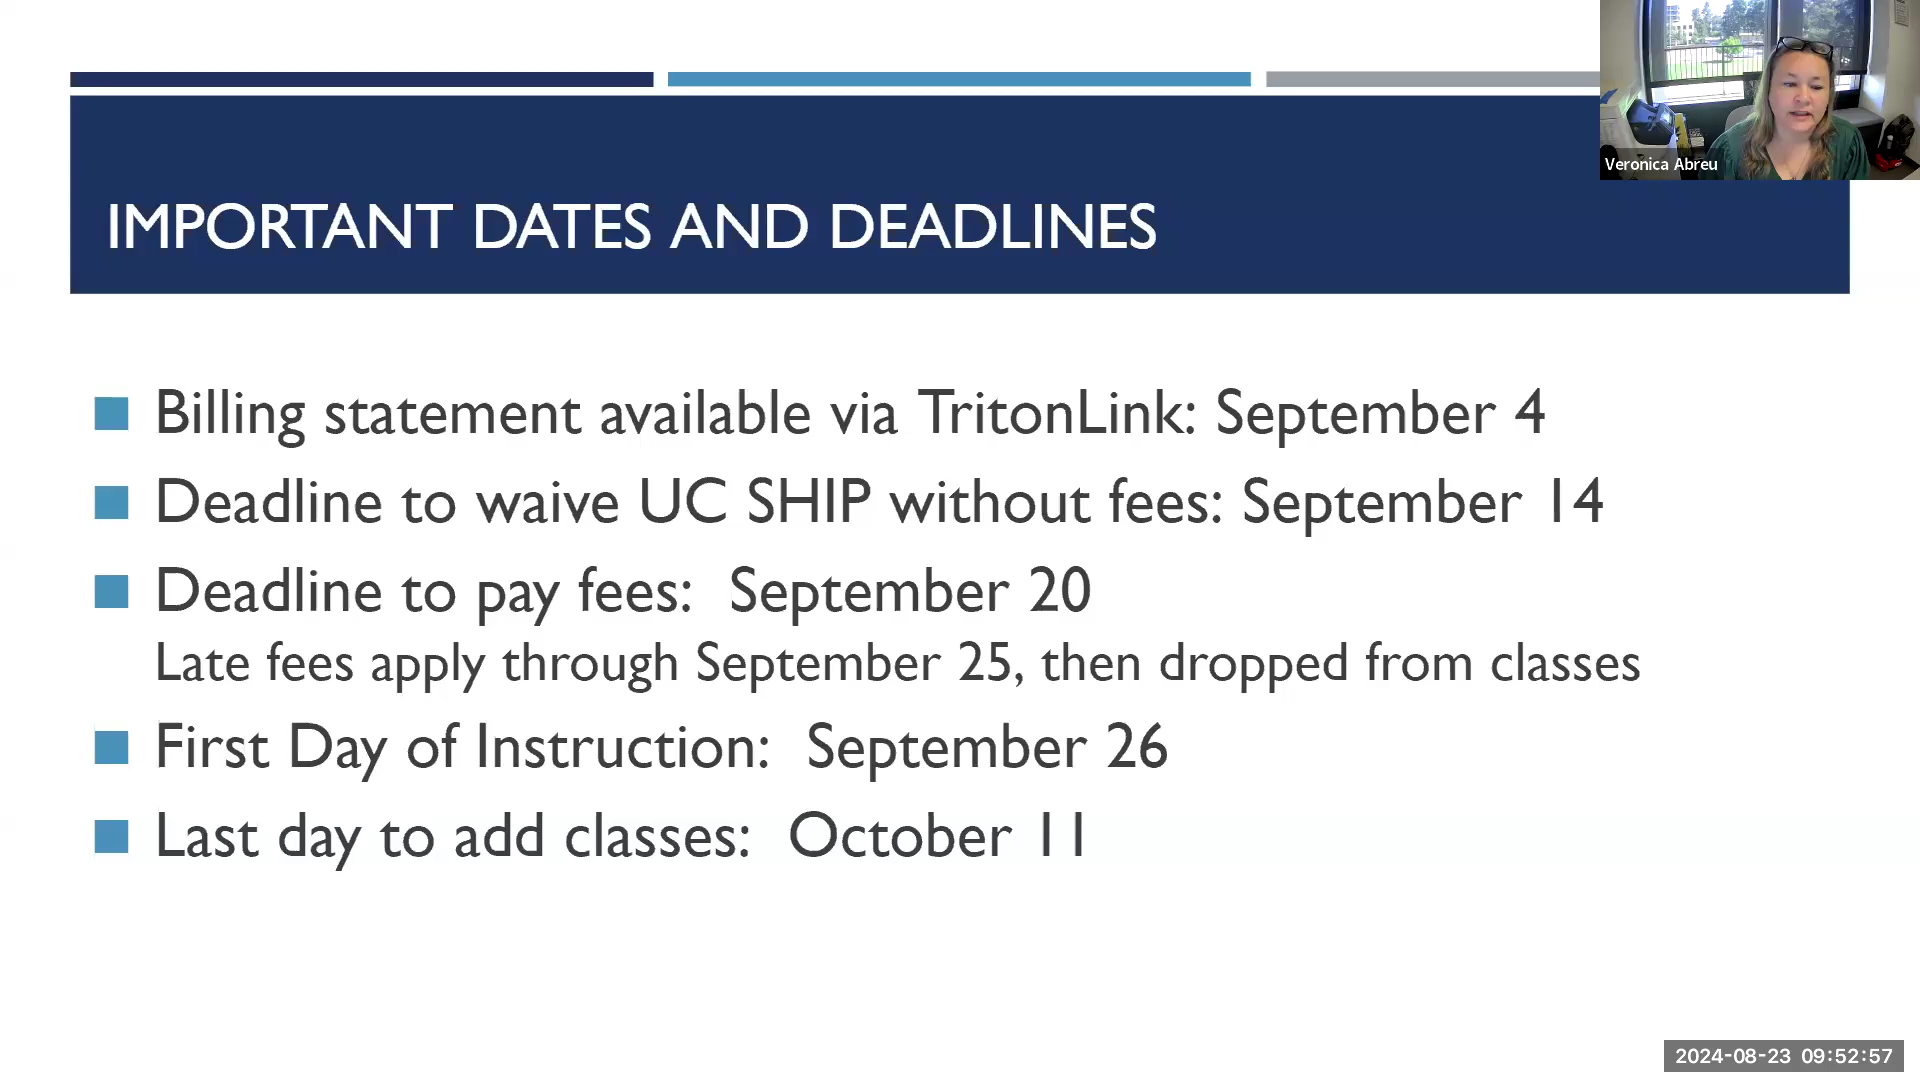 Veronica Abreu
IMPORTANT DATES AND DEADLINES
Billing statement available via TritonLink: September 4
Deadline to waive UC SHIP without fees: September 14
Deadline to pay fees: September 20
Late fees apply through September 25, then dropped from classes
First Day of Instruction: September 26
Last day to add classes: October 11
2024-08-23 09:52:57